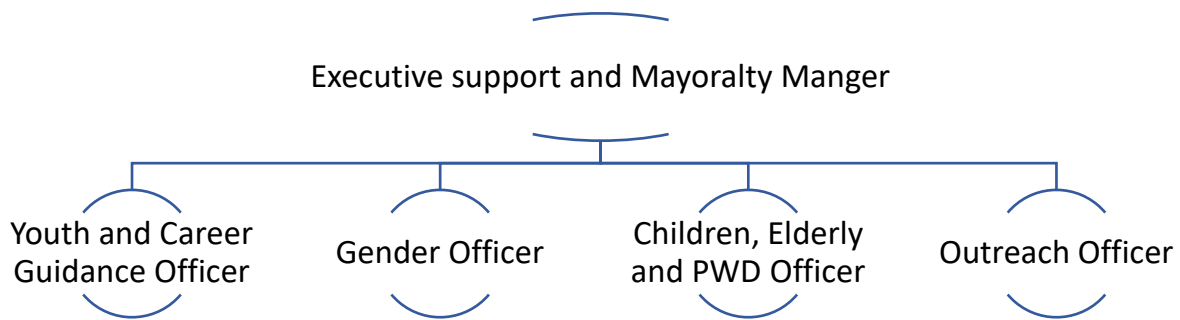 Executive support and Mayoralty Manger
Youth and Career
Guidance Officer
Gender Officer
Children, Elderly
and PWD Officer
Outreach Officer